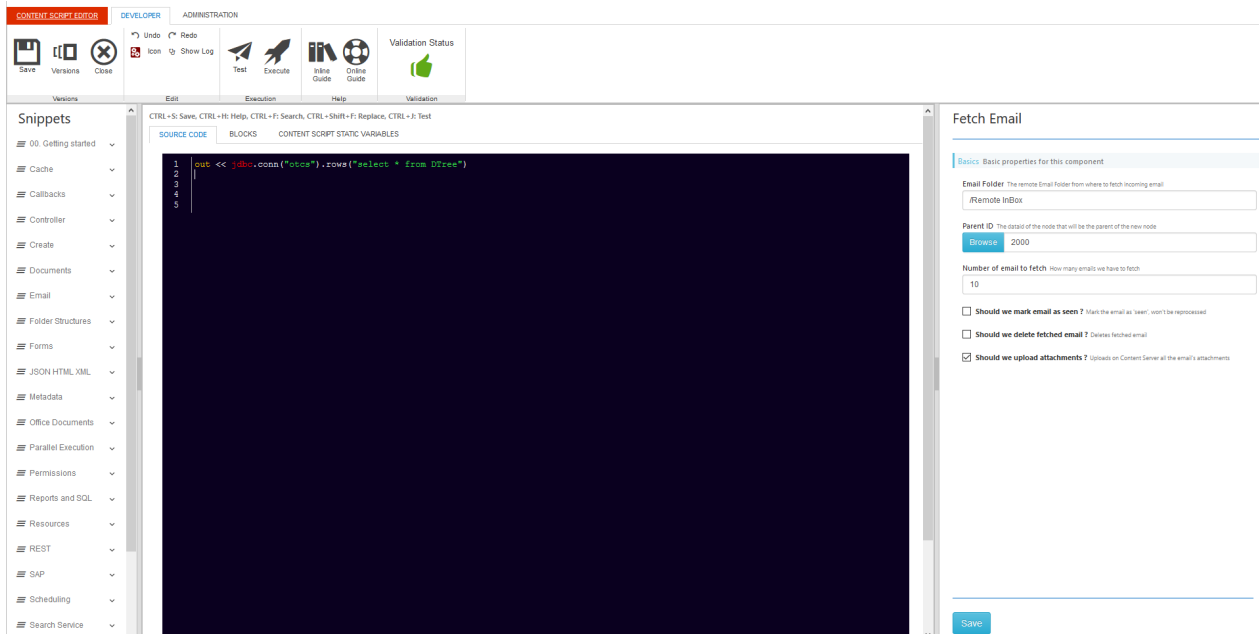 CONTENT SCRIPT EDITOR DEVELOPER ADMINISTRATION
Undo Redo
Icon Show Log
Save Versions Close
Test Execute
Inline Guide
Online Guide
Validation Status
Versions Edit Execution Help Validation
Snippets
00. Getting started
Cache
Callbacks
Controller
Create
Documents
Email
Folder Structures
Forms
JSON HTML XML
Metadata
Office Documents
Parallel Execution
Permissions
Reports and SQL
Resources
REST
SAP
Scheduling
Search Service
CTRL+S: Save, CTRL+H: Help, CTRL+F: Search, CTRL+Shift+F: Replace, CTRL+J: Test
SOURCE CODE BLOCKS CONTENT SCRIPT STATIC VARIABLES
1 out << jdbc.conn("otcs").rows("select * from DTree")
2
3
4
5
Fetch Email
Basics Basic properties for this component
Email Folder The remote Email Folder from where to fetch incoming email
/Remote InBox
Parent ID The dataid of the node that will be the parent of the new node
Browse 2000
Number of email to fetch How many emails we have to fetch
10
Should we mark email as seen ? Mark the email as 'seen', won't be reprocessed
Should we delete fetched email ? Deletes fetched email
Should we upload attachments ? Uploads on Content Server all the email's attachments
Save